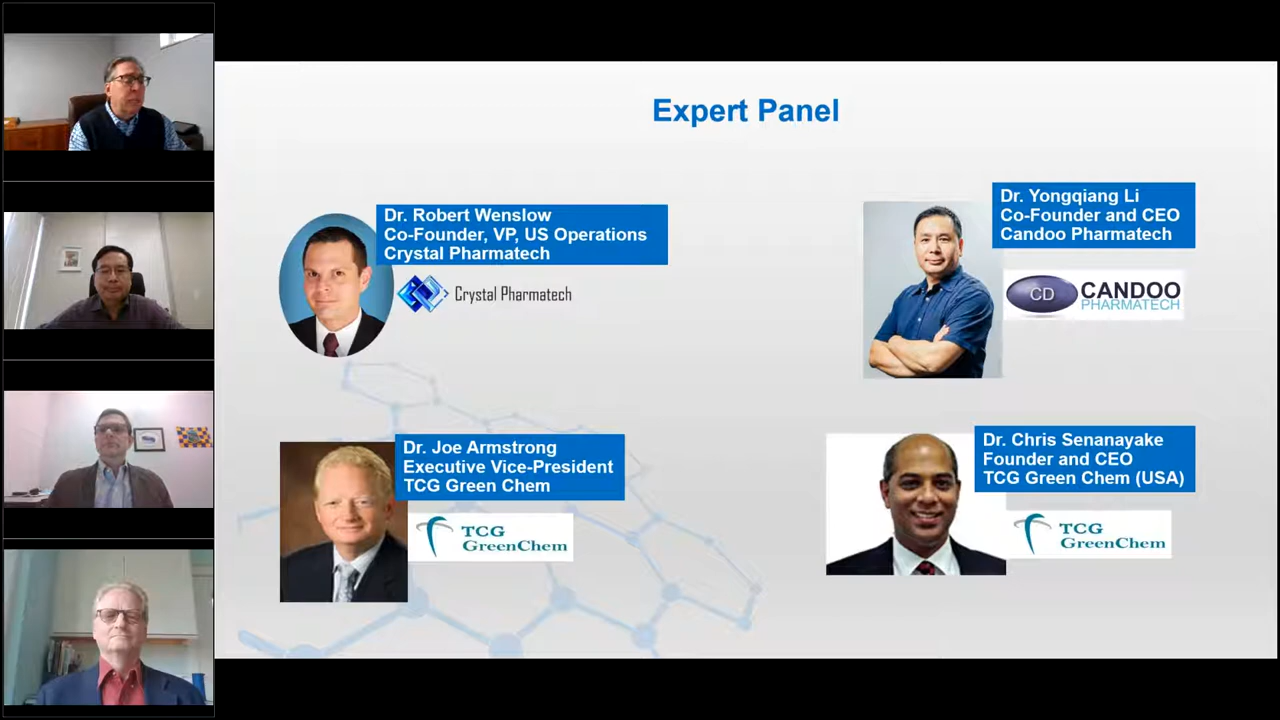 Expert Panel
Dr. Robert Wenslow
Co-Founder, VP, US Operations
Crystal Pharmatech
Crystal Pharmatech
Dr. Yongqiang Li
Co-Founder and CEO
Candoo Pharmatech
CD
CANDOO
PHARMATECH
Dr. Joe Armstrong
Executive Vice-President
TCG Green Chem
TCG
GreenChem
Dr. Chris Senanayake
Founder and CEO
TCG Green Chem (USA)
TCG
GreenChem